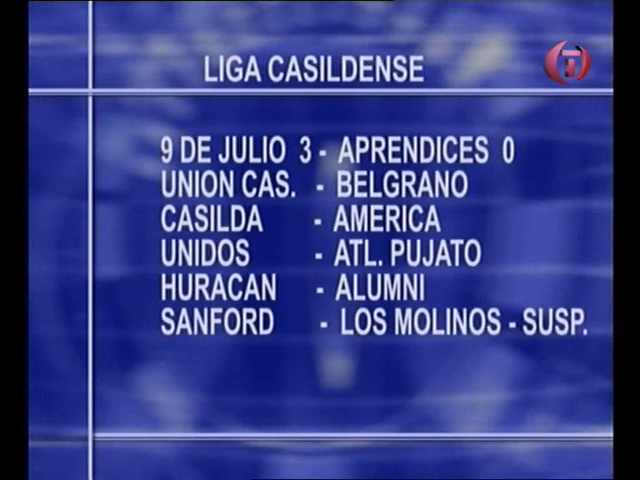 LIGA CASILDENSE
9 DE JULIO 3 - APRENDICES 0
UNION CAS. - BELGRANO
CASILDA - AMERICA
UNIDOS - ATL. PUJATO
HURACAN - ALUMNI
SANFORD - LOS MOLINOS - SUSP.